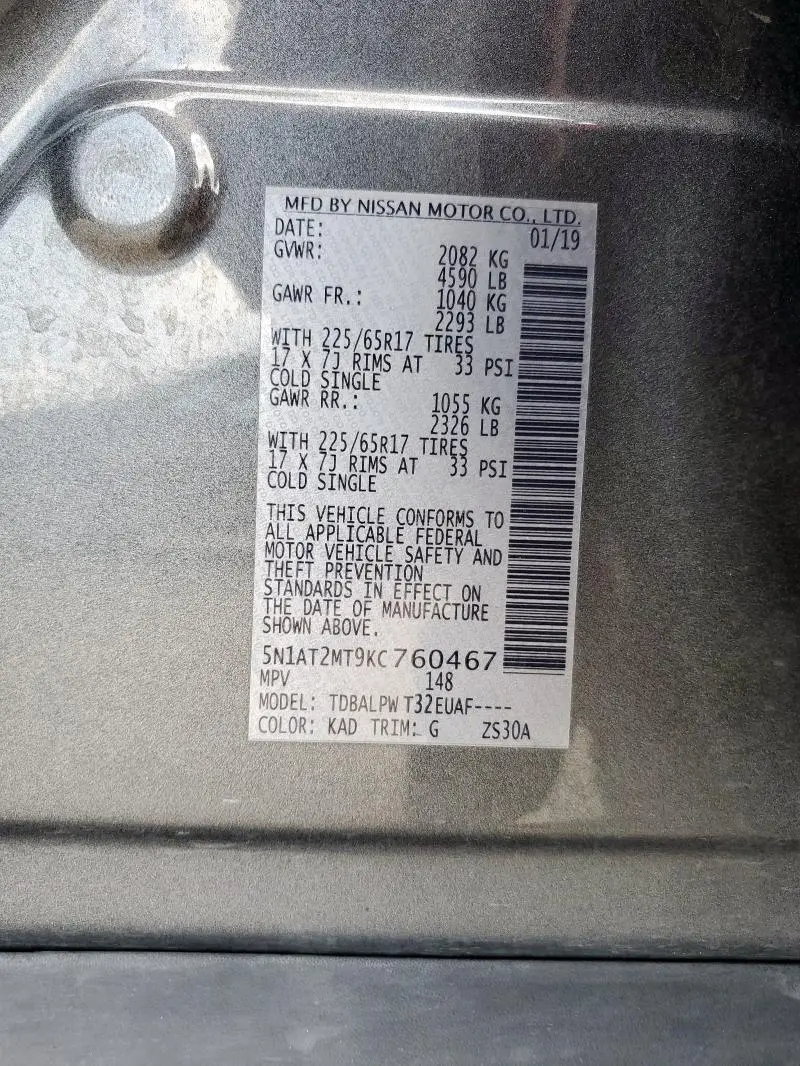 MFD BY NISSAN MOTOR CO., LTD.
DATE: 01/19
GVWR: 2082 KG
4590 LB
GAWR FR.: 1040 KG
2293 LB
WITH 225/65R17 TIRES
17 X 7J RIMS AT 33 PSI
COLD SINGLE
GAWR RR.: 1055 KG
2326 LB
WITH 225/65R17 TIRES
17 X 7J RIMS AT 33 PSI
COLD SINGLE
THIS VEHICLE CONFORMS TO
ALL APPLICABLE FEDERAL
MOTOR VEHICLE SAFETY AND
THEFT PREVENTION
STANDARDS IN EFFECT ON
THE DATE OF MANUFACTURE
SHOWN ABOVE.
5N1AT2MT9KC760467
MPV 148
MODEL: TDBALPW T32EUAF----
COLOR: KAD TRIM: G ZS30A